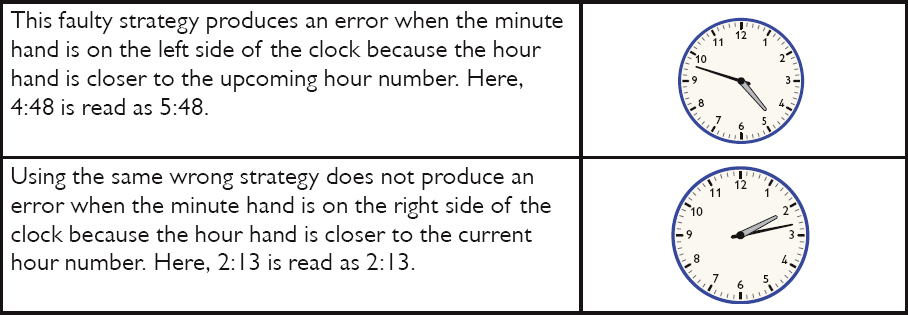 This faulty strategy produces an error when the minute
hand is on the left side of the clock because the hour
hand is closer to the upcoming hour number. Here,
4:48 is read as 5:48.
12
11 1
10 2
9 3
8 4
7 5
6
Using the same wrong strategy does not produce an
error when the minute hand is on the right side of the
clock because the hour hand is closer to the current
hour number. Here, 2:13 is read as 2:13.
12
11 1
10 2
9 3
8 4
7 5
6